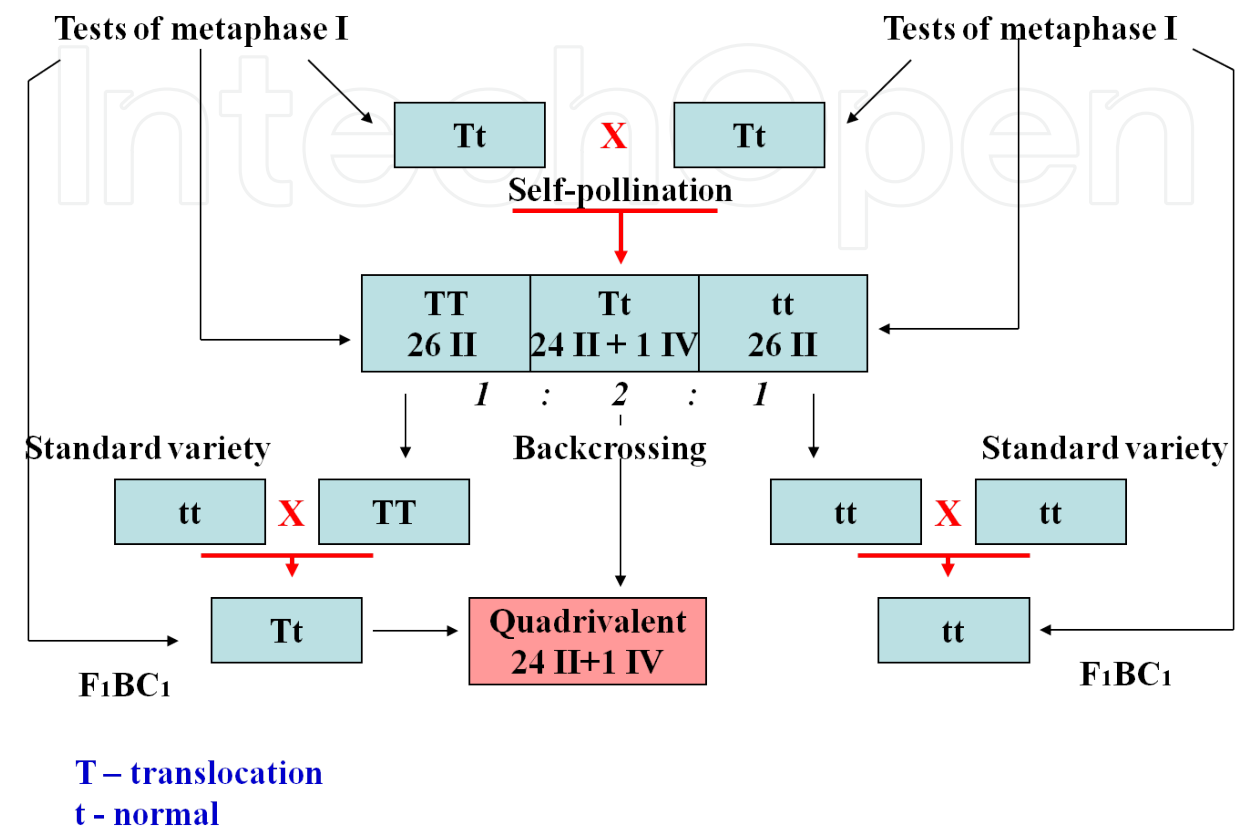 Tests of metaphase I
Tests of metaphase I
IntechOpen
Tt
X
Tt
Self-pollination
TT
Tt
tt
26 II
24 II + 1 IV
26 II
1 : 2 : 1
Standard variety
Backcrossing
Standard variety
tt
X
TT
tt
X
tt
Tt
Quadrivalent
24 II+1 IV
tt
F₁BC₁
F₁BC₁
T – translocation
t - normal